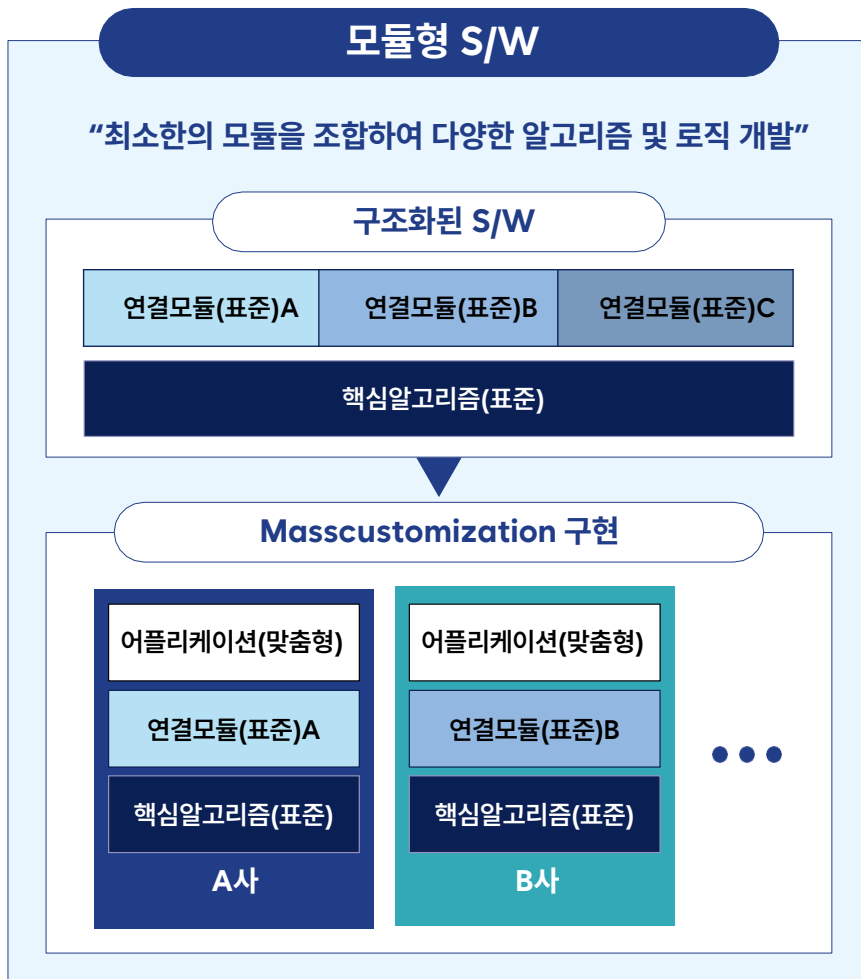 모듈형 S/W
“최소한의 모듈을 조합하여 다양한 알고리즘 및 로직 개발”
구조화된 S/W
연결모듈(표준)A
연결모듈(표준)B
연결모듈(표준)C
핵심알고리즘(표준)
Masscustomization 구현
어플리케이션(맞춤형)
연결모듈(표준)A
핵심알고리즘(표준)
A사
어플리케이션(맞춤형)
연결모듈(표준)B
핵심알고리즘(표준)
B사